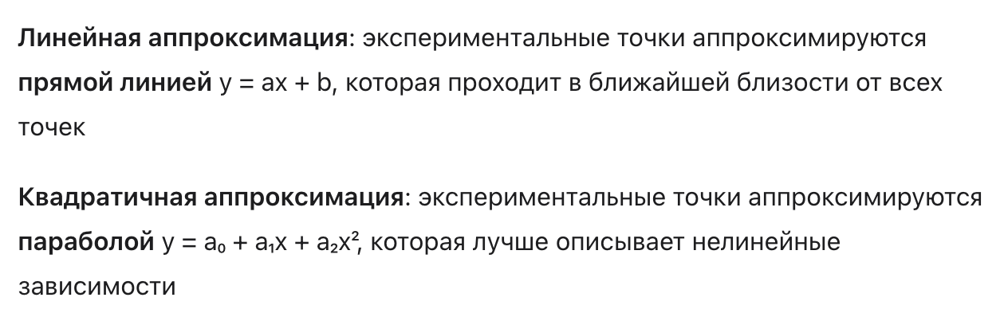 Линейная аппроксимация: экспериментальные точки аппроксимируются
прямой линией y = ax + b, которая проходит в ближайшей близости от всех
точек
Квадратичная аппроксимация: экспериментальные точки аппроксимируются
параболой y = a₀ + a₁x + a₂x², которая лучше описывает нелинейные
зависимости